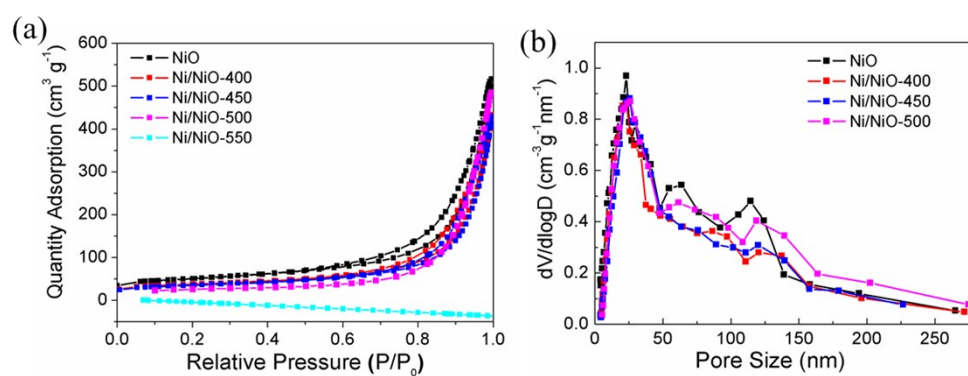 (a)
600
500
400
300
200
100
0
Quantity Adsorption (cm³ g⁻¹)
NiO
Ni/NiO-400
Ni/NiO-450
Ni/NiO-500
Ni/NiO-550
0.0 0.2 0.4 0.6 0.8 1.0
Relative Pressure (P/P₀)
(b)
1.0
0.8
0.6
0.4
0.2
0.0
dV/dlogD (cm⁻³g⁻¹nm⁻¹)
NiO
Ni/NiO-400
Ni/NiO-450
Ni/NiO-500
0 50 100 150 200 250
Pore Size (nm)